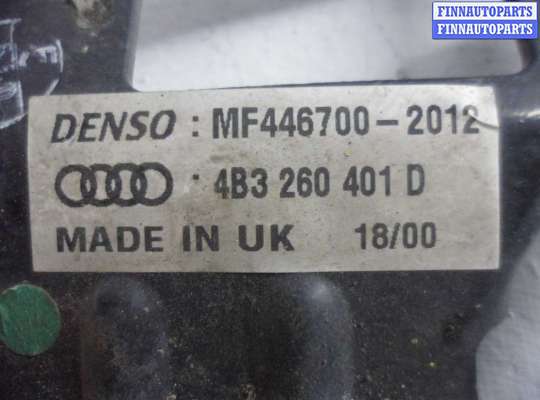 FINNAUTOPARTS
FINNAUTOPARTS
DENSO : MF446700-2012
: 4B3 260 401 D
MADE IN UK 18/00